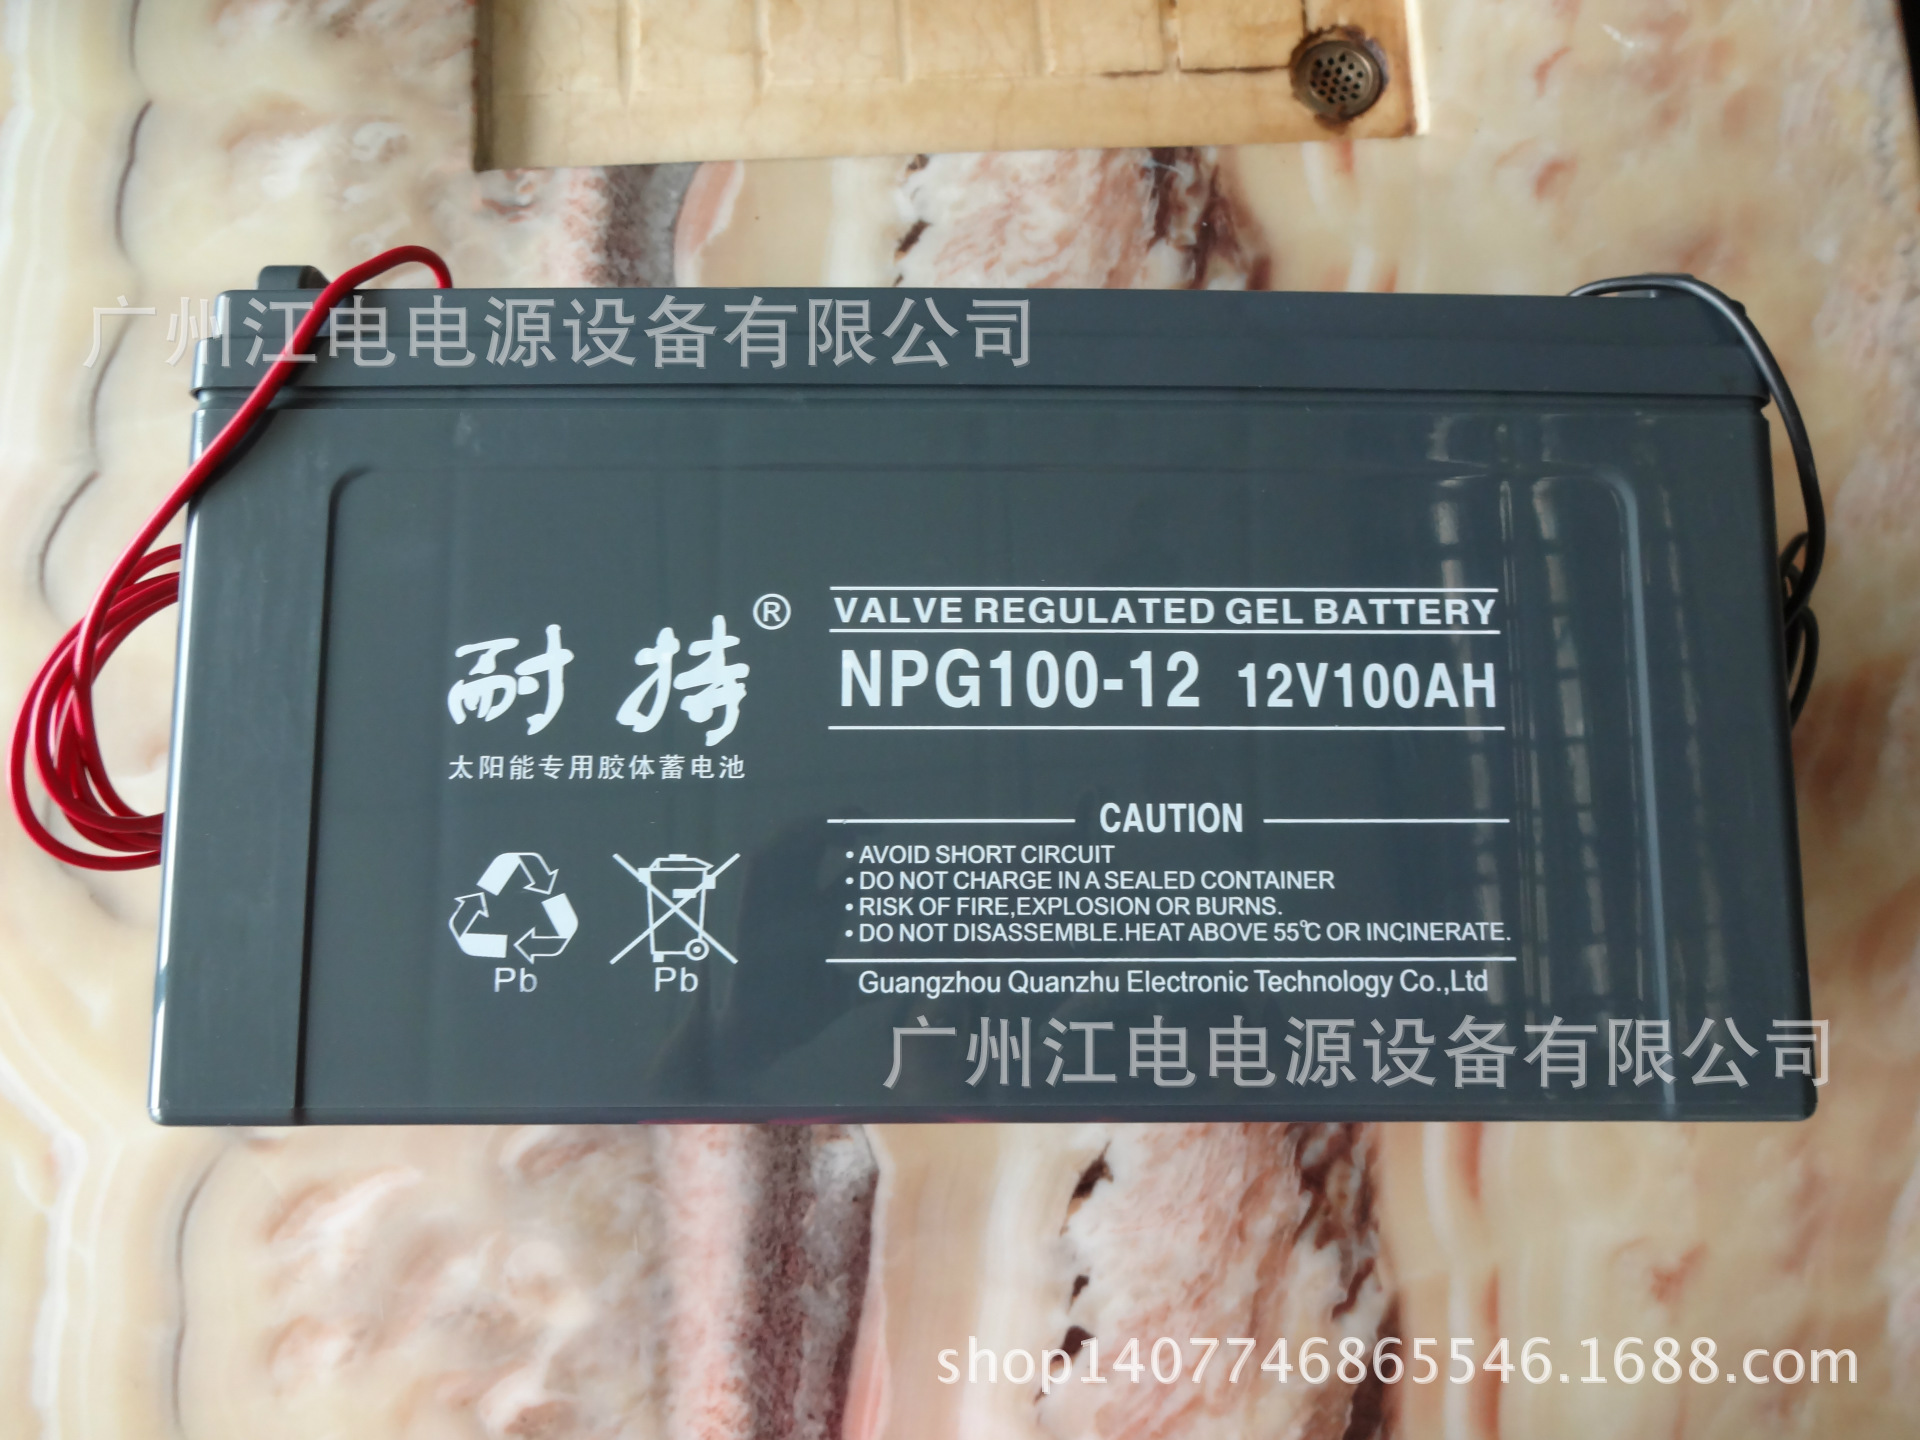 广州江电电源设备有限公司
耐特®
太阳能专用胶体蓄电池
VALVE REGULATED GEL BATTERY
NPG100-12 12V100AH
CAUTION
• AVOID SHORT CIRCUIT
• DO NOT CHARGE IN A SEALED CONTAINER
• RISK OF FIRE,EXPLOSION OR BURNS.
• DO NOT DISASSEMBLE.HEAT ABOVE 55℃ OR INCINERATE.
Pb
Pb
Guangzhou Quanzhu Electronic Technology Co.,Ltd
广州江电电源设备有限公司
shop1407746865546.1688.com